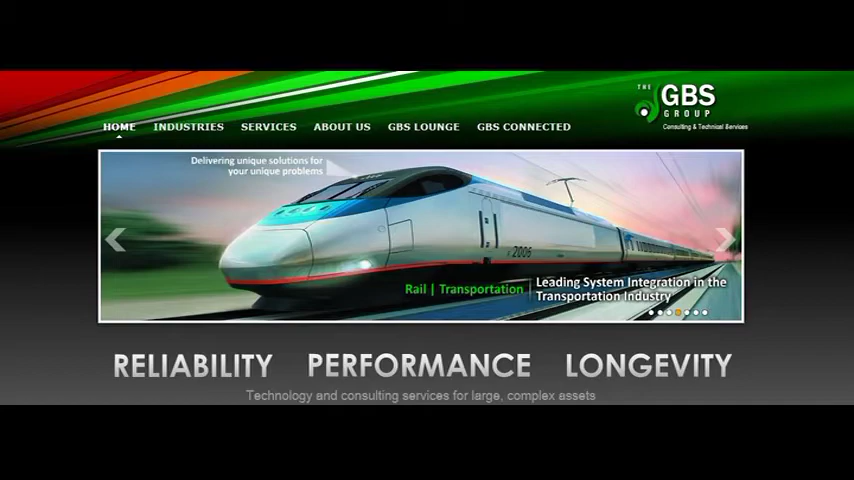 THE
GBS
GROUP
Consulting & Technical Services
HOME INDUSTRIES SERVICES ABOUT US GBS LOUNGE GBS CONNECTED
Delivering unique solutions for
your unique problems
2006
Rail | Transportation
Leading System Integration in the
Transportation Industry
RELIABILITY PERFORMANCE LONGEVITY
Technology and consulting services for large, complex assets